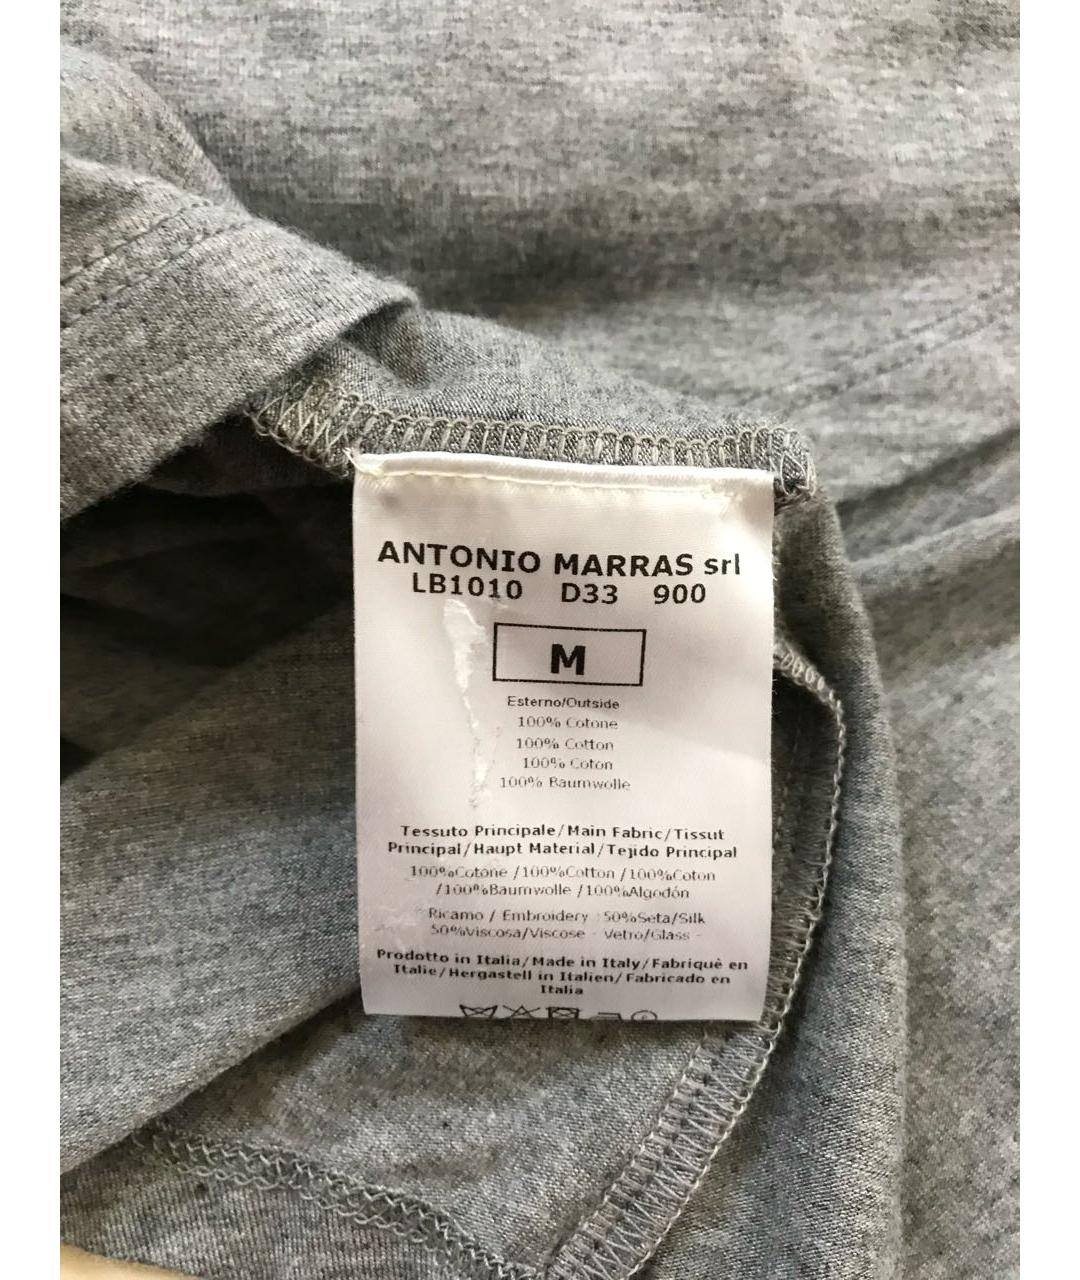 ANTONIO MARRAS srl
LB1010 D33 900
M
Esterno/Outside
100% Cotone
100% Cotton
100% Coton
100% Baumwolle
Tessuto Principale/Main Fabric/Tissut
Principal/Haupt Material/Tejido Principal
100%Cotone /100%Cotton /100%Coton
/100%Baumwolle /100%Algodón
Ricamo / Embroidery 50%Seta/Silk
50%Viscosa/Viscose - Vetro/Glass -
Prodotto in Italia/Made in Italy/Fabriquè en
Italie/Hergastell in Italien/Fabricado en
Italia